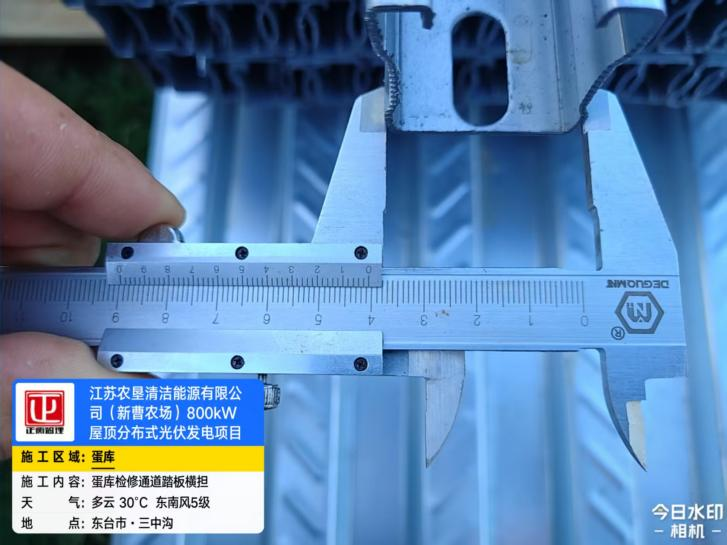 0 1 2 3 4 5 6 7 8 9 0
DEGUQMN
M
®
0 1 2 3 4 5 6 7 8 9 10
正衡管理
江苏农垦清洁能源有限公
司（新曹农场）800kW
屋顶分布式光伏发电项目
施工区域：蛋库
施工内容：蛋库检修通道踏板横担
天气：多云 30℃ 东南风5级
地点：东台市·三中沟
今日水印
- 相机 -